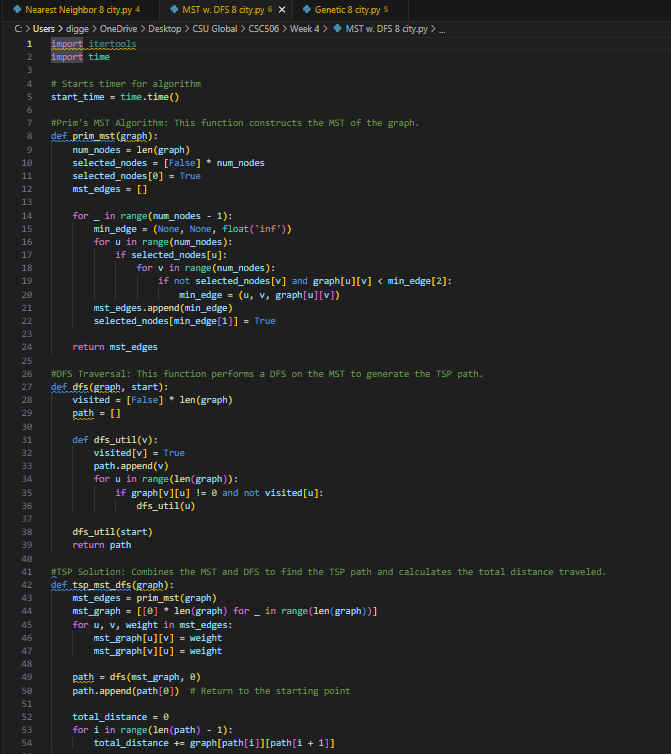 Nearest Neighbor 8 city.py 4 MST w. DFS 8 city.py 6 × Genetic 8 city.py 5
C: > Users > digge > OneDrive > Desktop > CSU Global > CSC506 > Week 4 > MST w. DFS 8 city.py > ...
1 import itertools
2 import time
3
4 # Starts timer for algorithm
5 start_time = time.time()
6
7 #Prim's MST Algorithm: This function constructs the MST of the graph.
8 def prim_mst(graph):
9     num_nodes = len(graph)
10     selected_nodes = [False] * num_nodes
11     selected_nodes[0] = True
12     mst_edges = []
13
14     for _ in range(num_nodes - 1):
15         min_edge = (None, None, float('inf'))
16         for u in range(num_nodes):
17             if selected_nodes[u]:
18                 for v in range(num_nodes):
19                     if not selected_nodes[v] and graph[u][v] < min_edge[2]:
20                         min_edge = (u, v, graph[u][v])
21         mst_edges.append(min_edge)
22         selected_nodes[min_edge[1]] = True
23
24     return mst_edges
25
26 #DFS Traversal: This function performs a DFS on the MST to generate the TSP path.
27 def dfs(graph, start):
28     visited = [False] * len(graph)
29     path = []
30
31     def dfs_util(v):
32         visited[v] = True
33         path.append(v)
34         for u in range(len(graph)):
35             if graph[v][u] != 0 and not visited[u]:
36                 dfs_util(u)
37
38     dfs_util(start)
39     return path
40
41 #TSP Solution: Combines the MST and DFS to find the TSP path and calculates the total distance traveled.
42 def tsp_mst_dfs(graph):
43     mst_edges = prim_mst(graph)
44     mst_graph = [[0] * len(graph) for _ in range(len(graph))]
45     for u, v, weight in mst_edges:
46         mst_graph[u][v] = weight
47         mst_graph[v][u] = weight
48
49     path = dfs(mst_graph, 0)
50     path.append(path[0])  # Return to the starting point
51
52     total_distance = 0
53     for i in range(len(path) - 1):
54         total_distance += graph[path[i]][path[i + 1]]